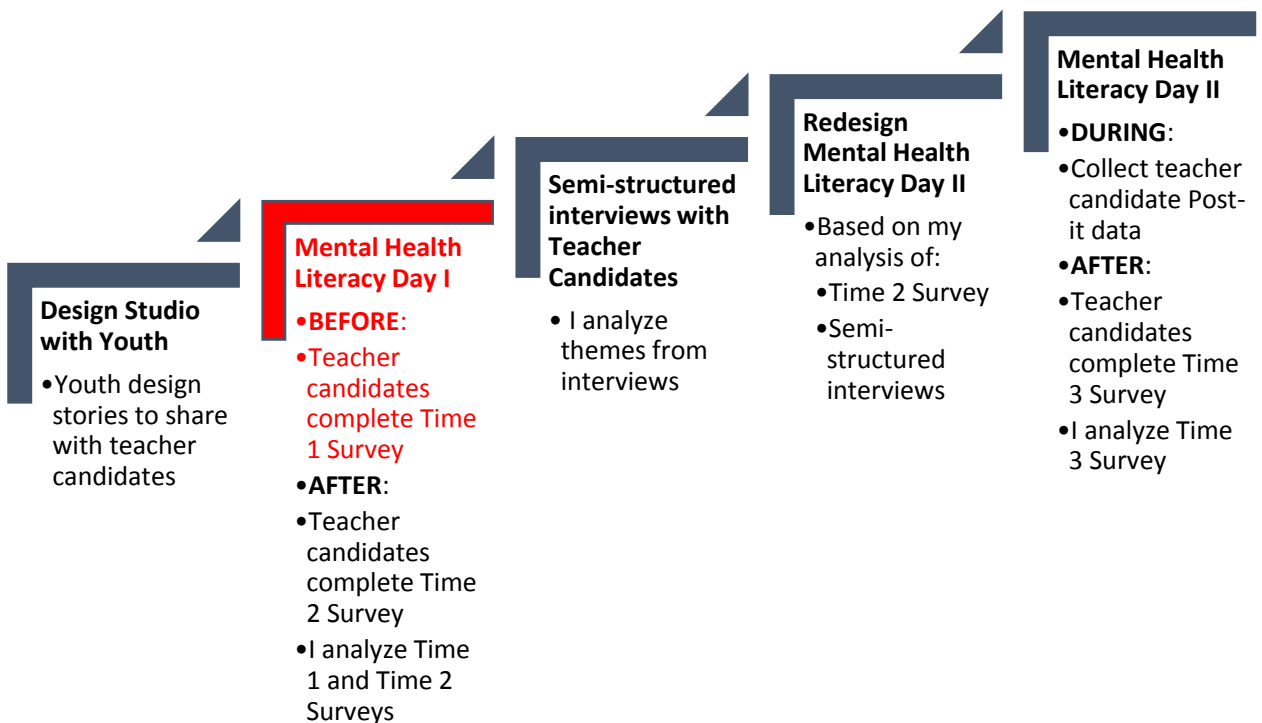 Design Studio
with Youth
•Youth design
stories to share
with teacher
candidates
Mental Health
Literacy Day I
•BEFORE:
•Teacher
candidates
complete Time
1 Survey
•AFTER:
•Teacher
candidates
complete Time
2 Survey
•I analyze Time
1 and Time 2
Surveys
Semi-structured
interviews with
Teacher
Candidates
• I analyze
themes from
interviews
Redesign
Mental Health
Literacy Day II
•Based on my
analysis of:
•Time 2 Survey
•Semi-
structured
interviews
Mental Health
Literacy Day II
•DURING:
•Collect teacher
candidate Post-
it data
•AFTER:
•Teacher
candidates
complete Time
3 Survey
•I analyze Time
3 Survey